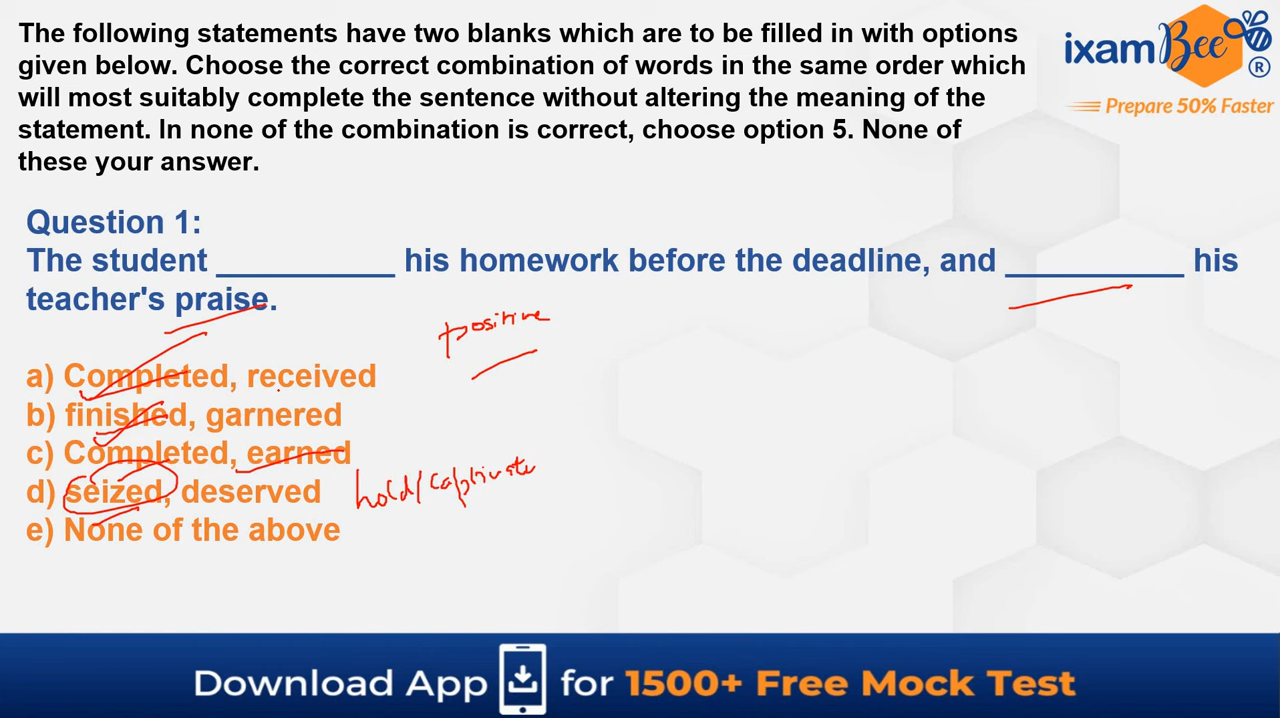 The following statements have two blanks which are to be filled in with options
given below. Choose the correct combination of words in the same order which
will most suitably complete the sentence without altering the meaning of the
statement. In none of the combination is correct, choose option 5. None of
these your answer.
ixamBee
®
Prepare 50% Faster
Question 1:
The student __________ his homework before the deadline, and __________ his
teacher's praise.
positive
a) Completed, received
b) finished, garnered
c) Completed, earned
d) seized, deserved
hold/captivate
e) None of the above
Download App for 1500+ Free Mock Test